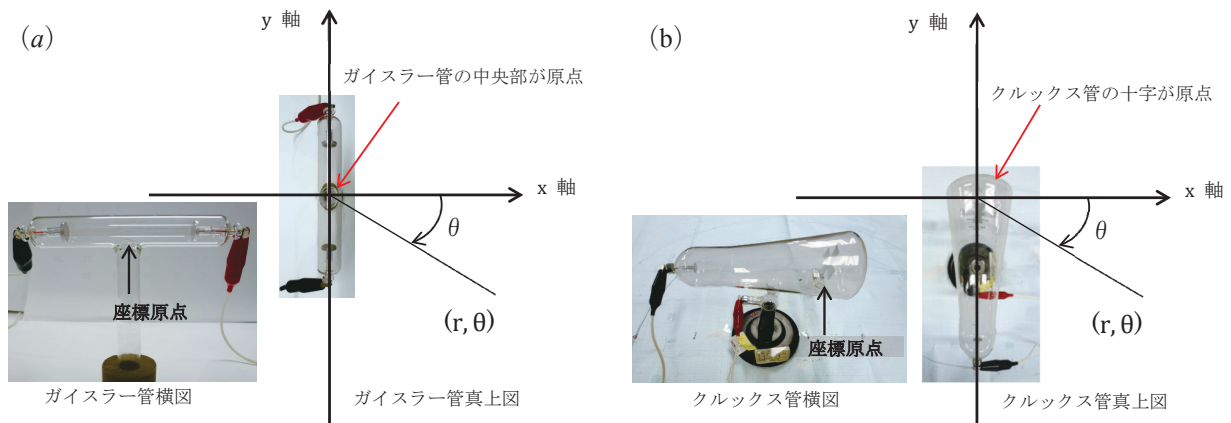 (a)
y 軸
ガイスラー管の中央部が原点
x 軸
θ
(r, θ)
座標原点
ガイスラー管横図
ガイスラー管真上図
(b)
y 軸
クルックス管の十字が原点
x 軸
θ
(r, θ)
座標原点
クルックス管横図
クルックス管真上図